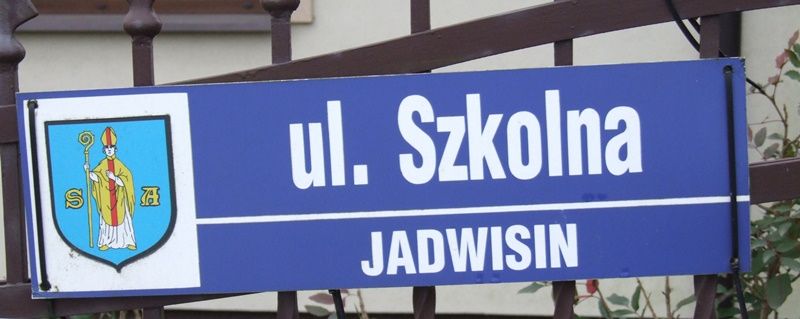 S A
ul. Szkolna
JADWISIN